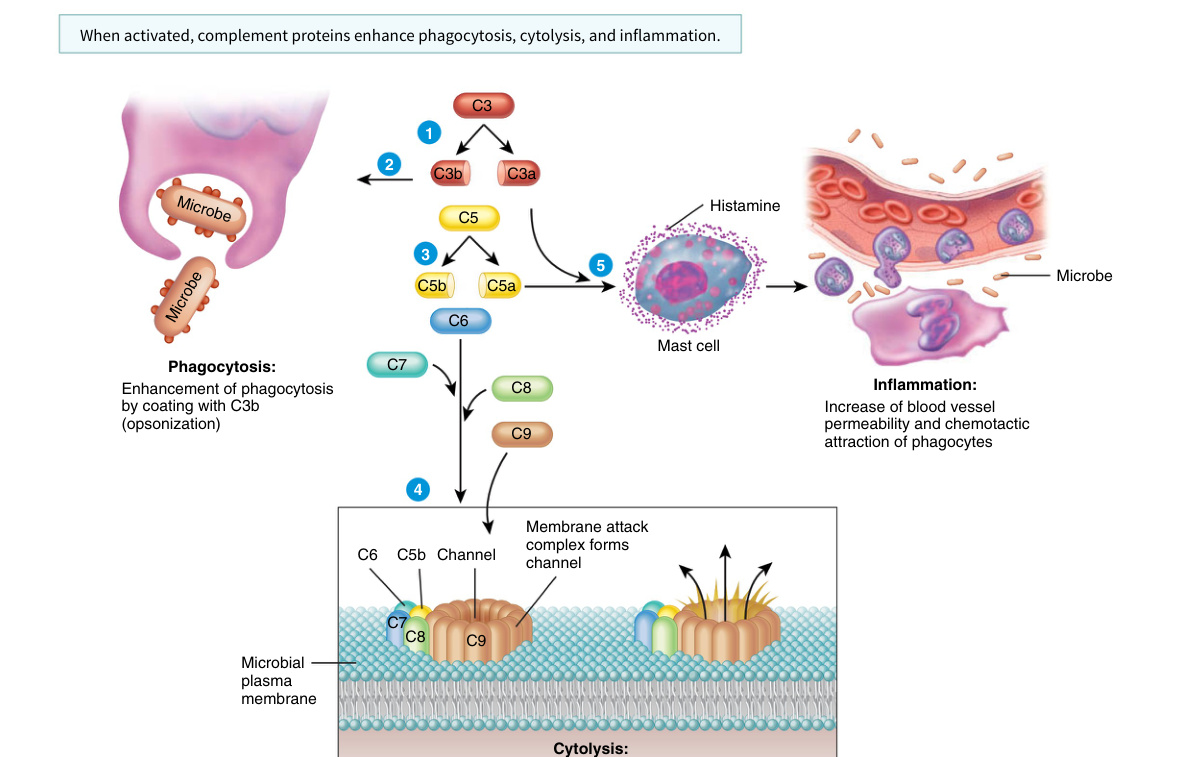 When activated, complement proteins enhance phagocytosis, cytolysis, and inflammation.
C3
1
2
C3b
C3a
Microbe
Microbe
C5
3
C5b
C5a
C6
5
Histamine
Mast cell
Microbe
Phagocytosis:
Enhancement of phagocytosis
by coating with C3b
(opsonization)
C7
C8
C9
Inflammation:
Increase of blood vessel
permeability and chemotactic
attraction of phagocytes
4
Membrane attack
complex forms
channel
C6
C5b
Channel
C7
C8
C9
Microbial
plasma
membrane
Cytolysis: